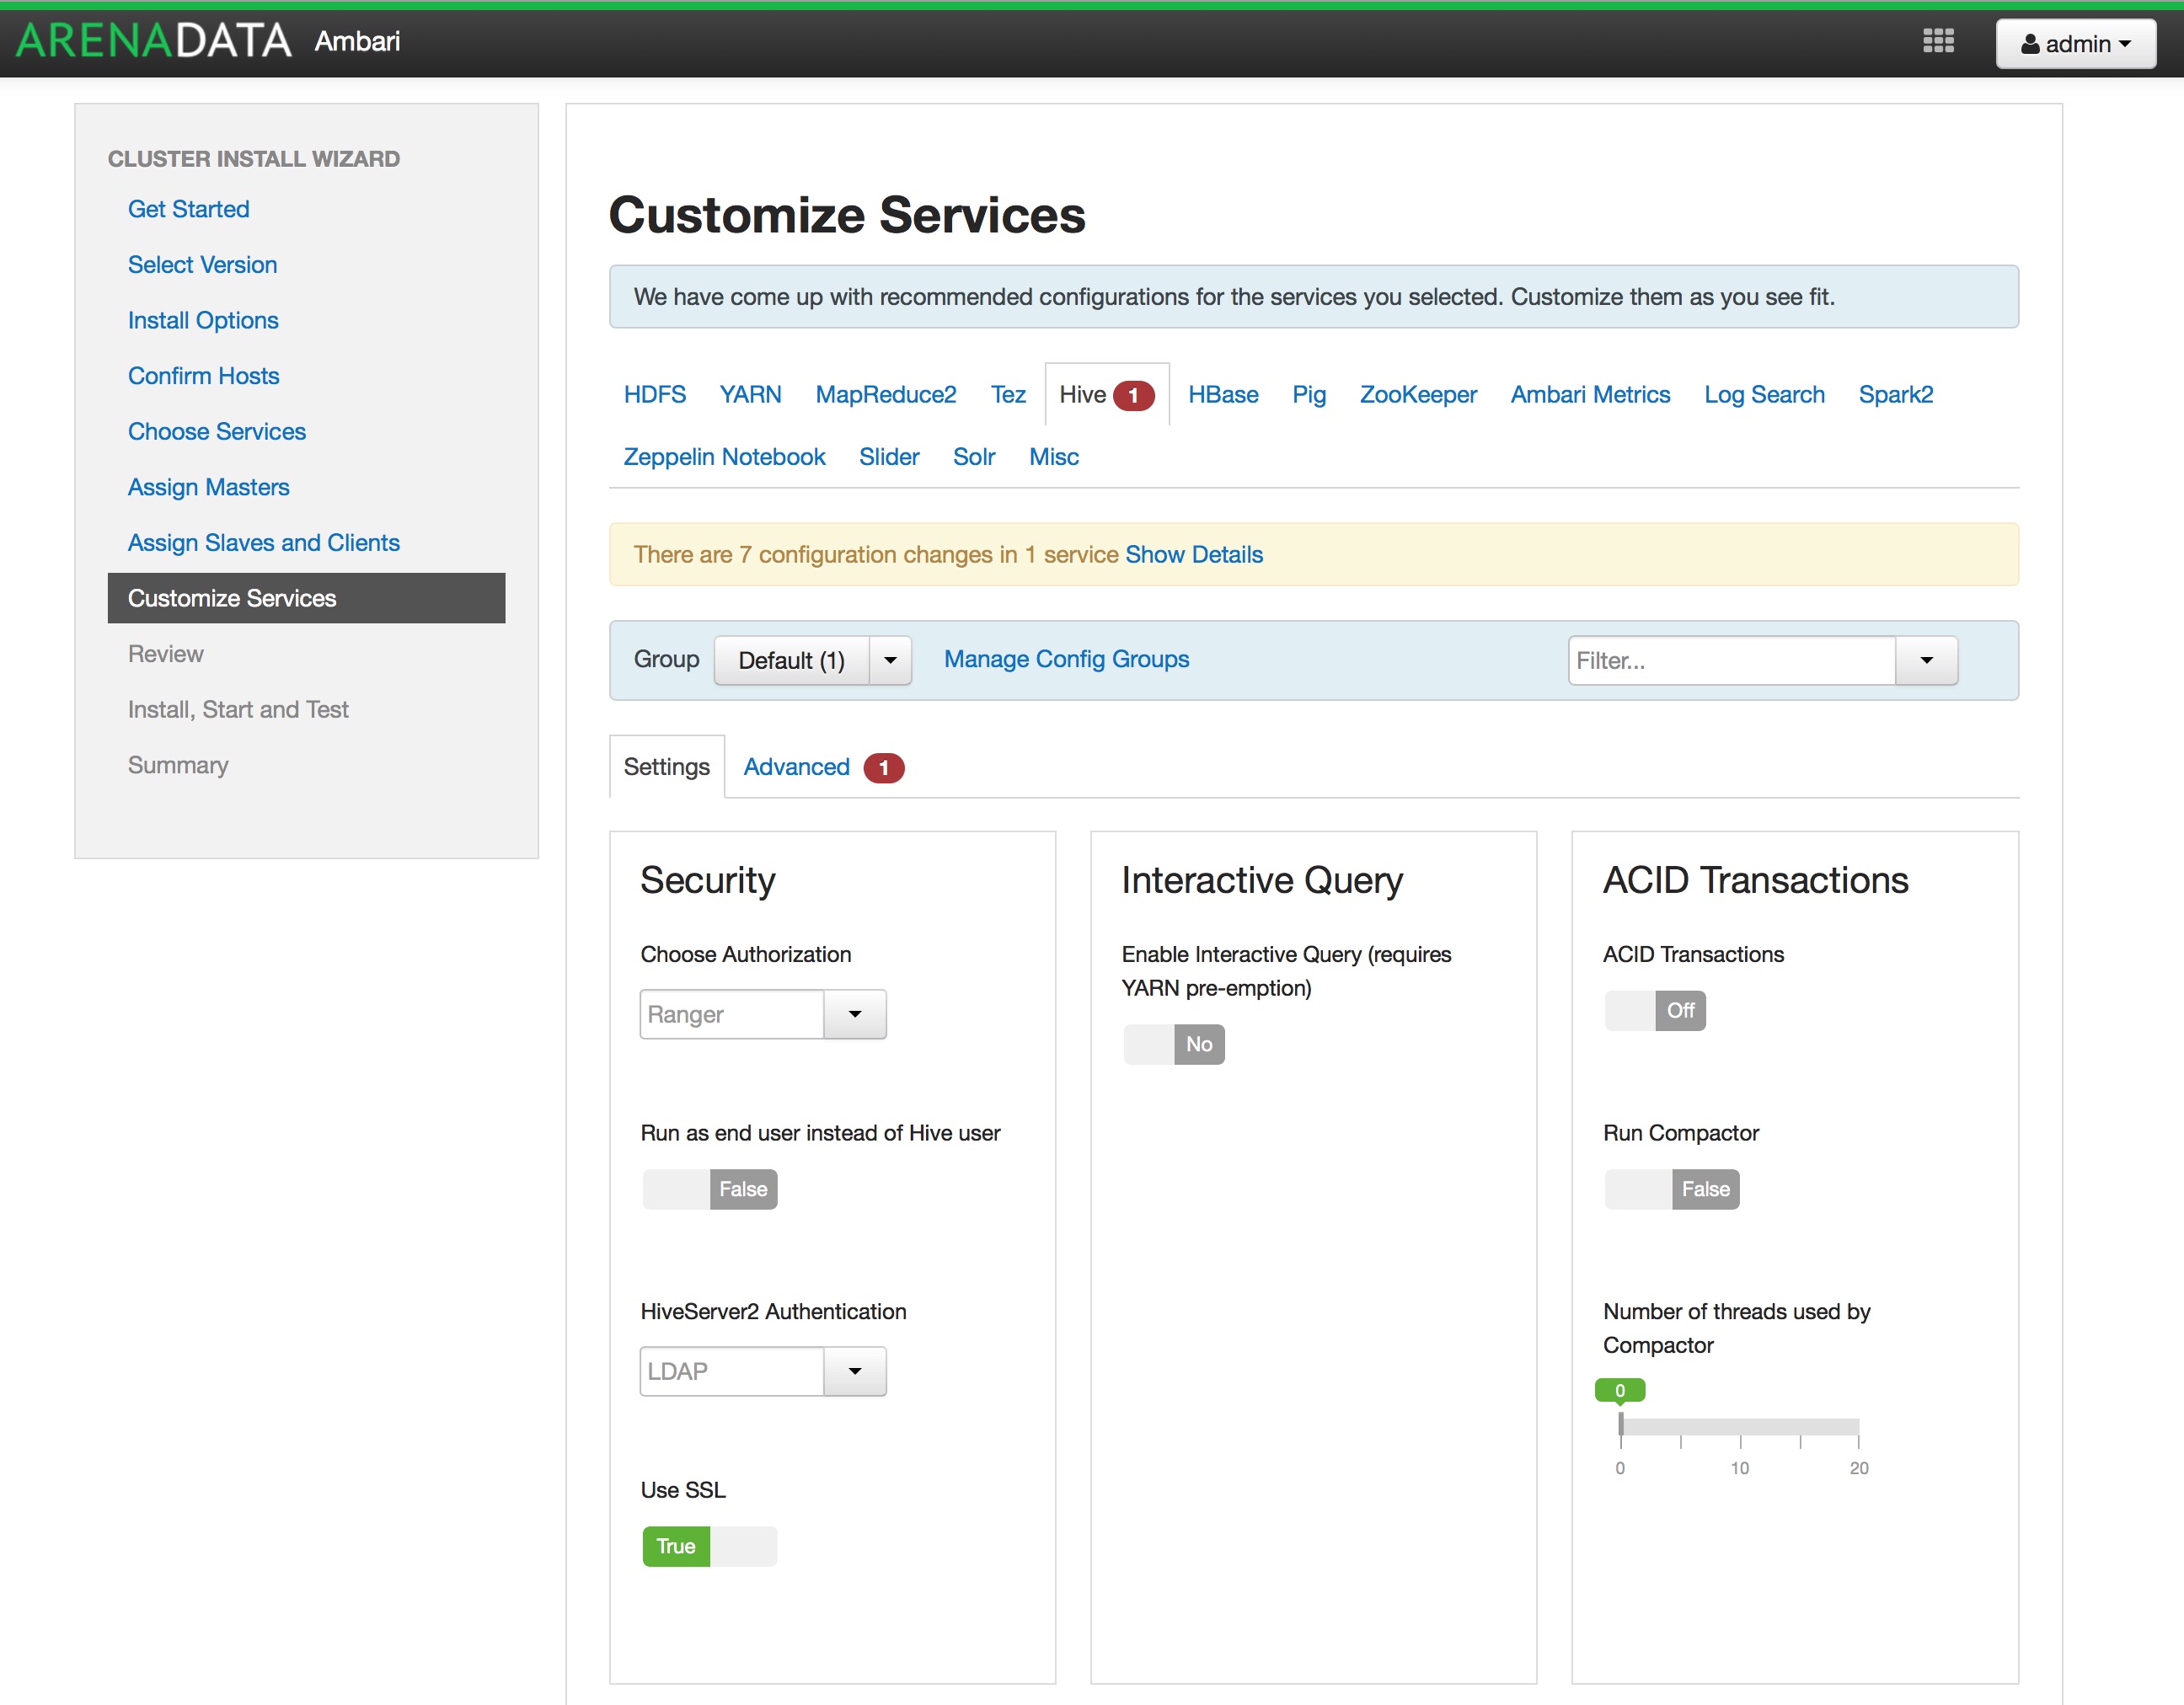 ARENADATA Ambari
admin
CLUSTER INSTALL WIZARD
Get Started
Select Version
Install Options
Confirm Hosts
Choose Services
Assign Masters
Assign Slaves and Clients
Customize Services
Review
Install, Start and Test
Summary
Customize Services
We have come up with recommended configurations for the services you selected. Customize them as you see fit.
HDFS YARN MapReduce2 Tez Hive 1 HBase Pig ZooKeeper Ambari Metrics Log Search Spark2
Zeppelin Notebook Slider Solr Misc
There are 7 configuration changes in 1 service Show Details
Group Default (1) Manage Config Groups Filter...
Settings Advanced 1
Security
Choose Authorization
Ranger
Run as end user instead of Hive user
False
HiveServer2 Authentication
LDAP
Use SSL
True
Interactive Query
Enable Interactive Query (requires
YARN pre-emption)
No
ACID Transactions
ACID Transactions
Off
Run Compactor
False
Number of threads used by
Compactor
0
0 10 20